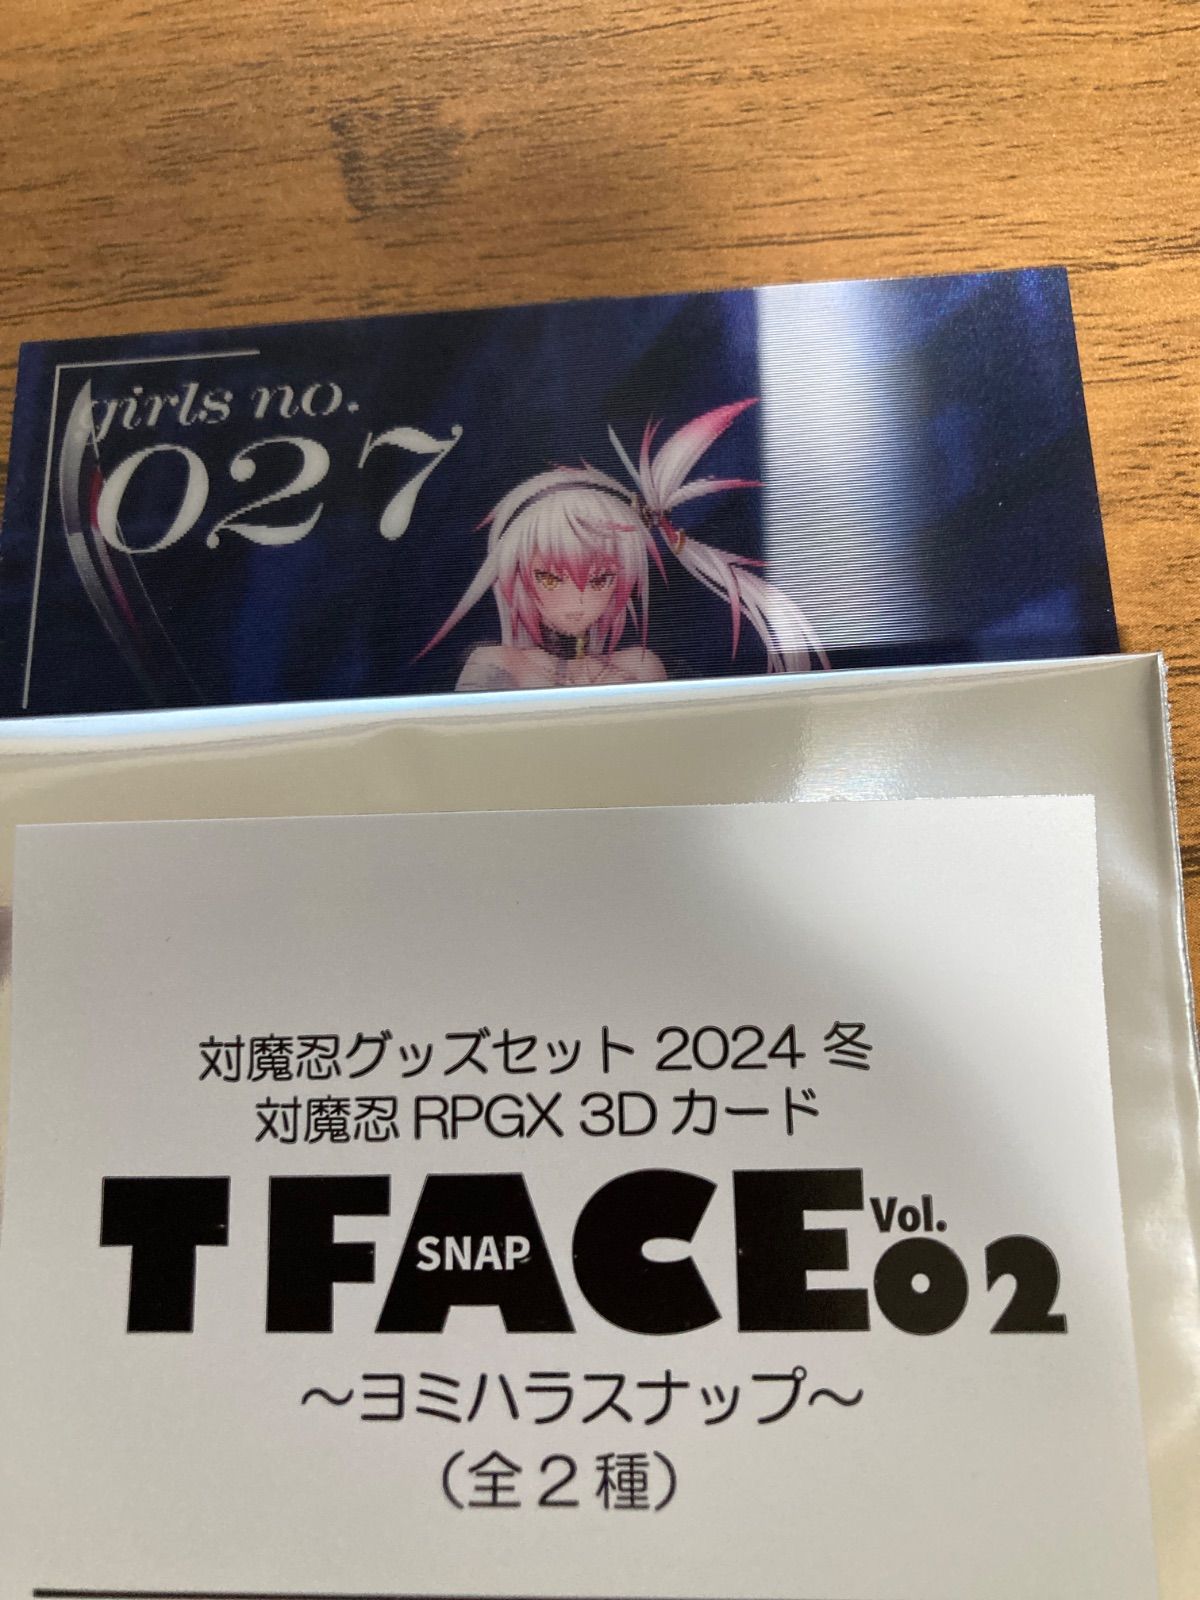 girls no.
027
対魔忍グッズセット 2024 冬
対魔忍 RPGX 3D カード
T FACE Vol. 02
SNAP
～ヨミハラスナップ～
（全２種）